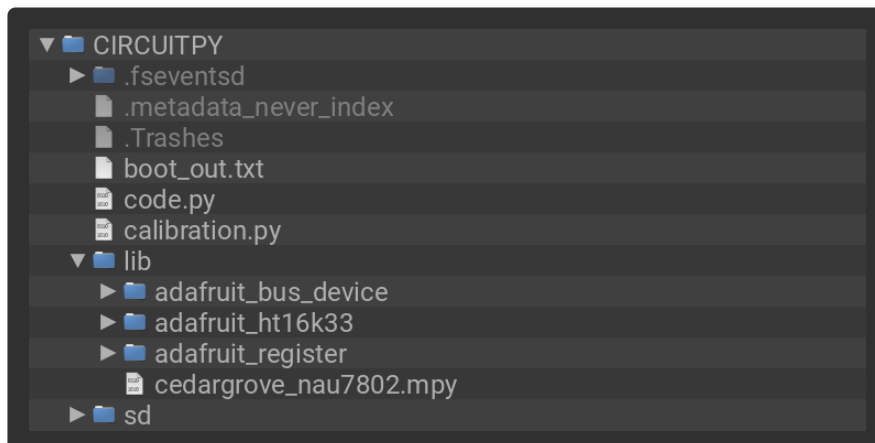 CIRCUITPY
.fseventsd
.metadata_never_index
.Trashes
boot_out.txt
code.py
calibration.py
lib
adafruit_bus_device
adafruit_ht16k33
adafruit_register
cedargrove_nau7802.mpy
sd